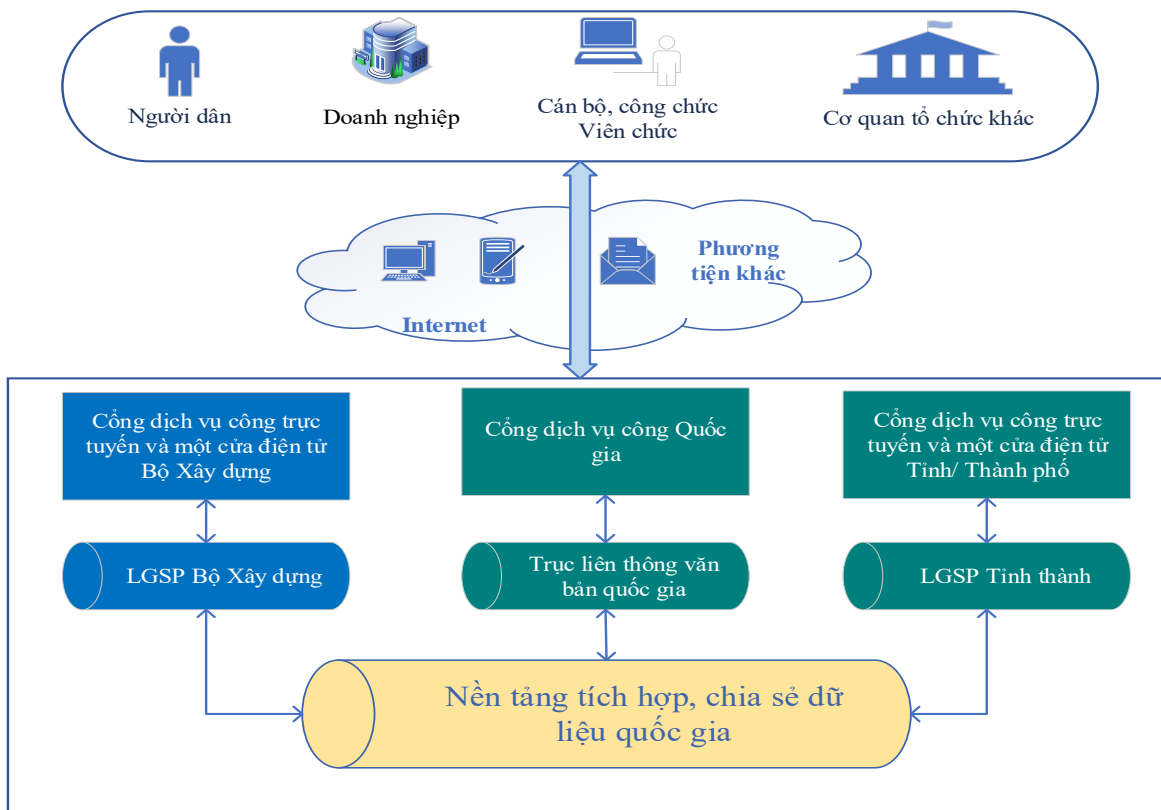 Người dân
Doanh nghiệp
Cán bộ, công chức
Viên chức
Cơ quan tổ chức khác
Phương
tiện khác
Internet
Cổng dịch vụ công trực
tuyến và một cửa điện tử
Bộ Xây dựng
Cổng dịch vụ công Quốc
gia
Cổng dịch vụ công trực
tuyến và một cửa điện tử
Tỉnh/ Thành phố
LGSP Bộ Xây dựng
Trục liên thông văn
bản quốc gia
LGSP Tỉnh thành
Nền tảng tích hợp, chia sẻ dữ
liệu quốc gia